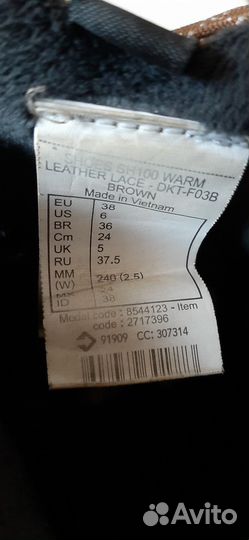 SHOES SH100 WARM
LEATHER LACE - DKT-F03B
BROWN
Made in Vietnam
EU 38
US 6
BR 36
Cm 24
UK 5
RU 37.5
MM 240 (2.5)
(W)
MX 24
ID 38
Model code : 8544123 - Item
code : 2717396
91909 CC: 307314
Avito